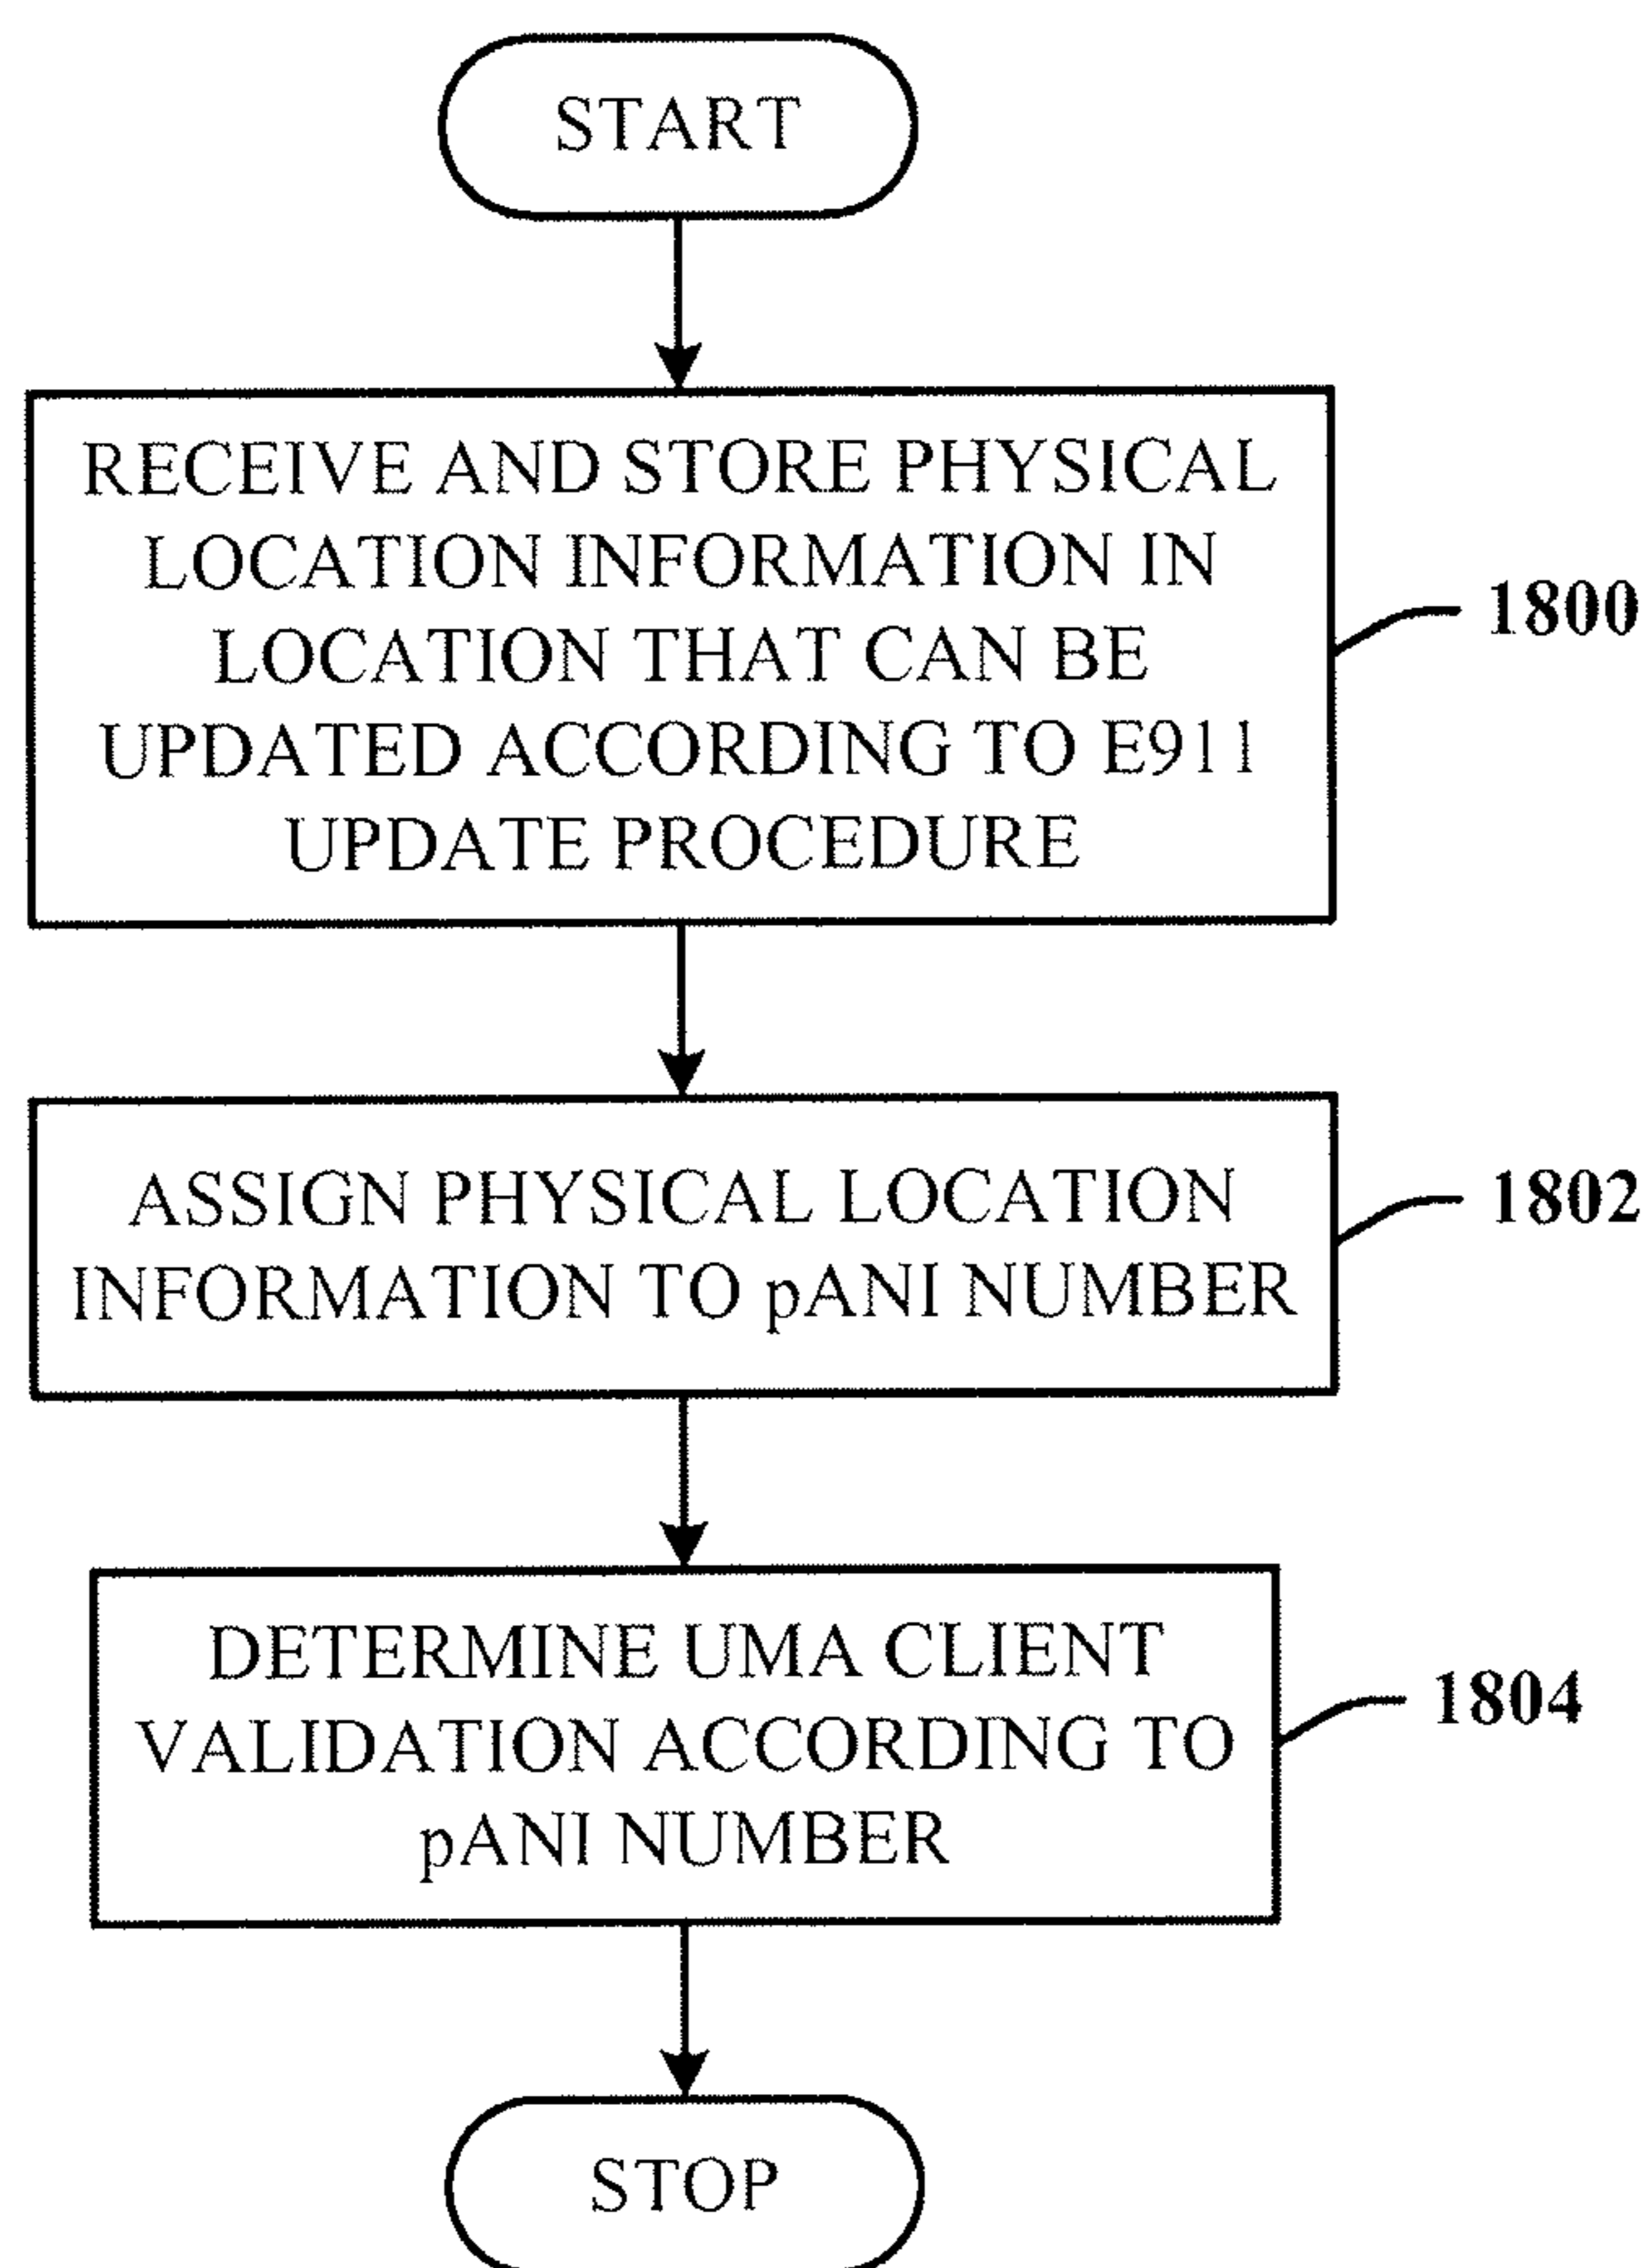 START
RECEIVE AND STORE PHYSICAL
LOCATION INFORMATION IN
LOCATION THAT CAN BE
UPDATED ACCORDING TO E911
UPDATE PROCEDURE
1800
ASSIGN PHYSICAL LOCATION
INFORMATION TO pANI NUMBER
1802
DETERMINE UMA CLIENT
VALIDATION ACCORDING TO
pANI NUMBER
1804
STOP